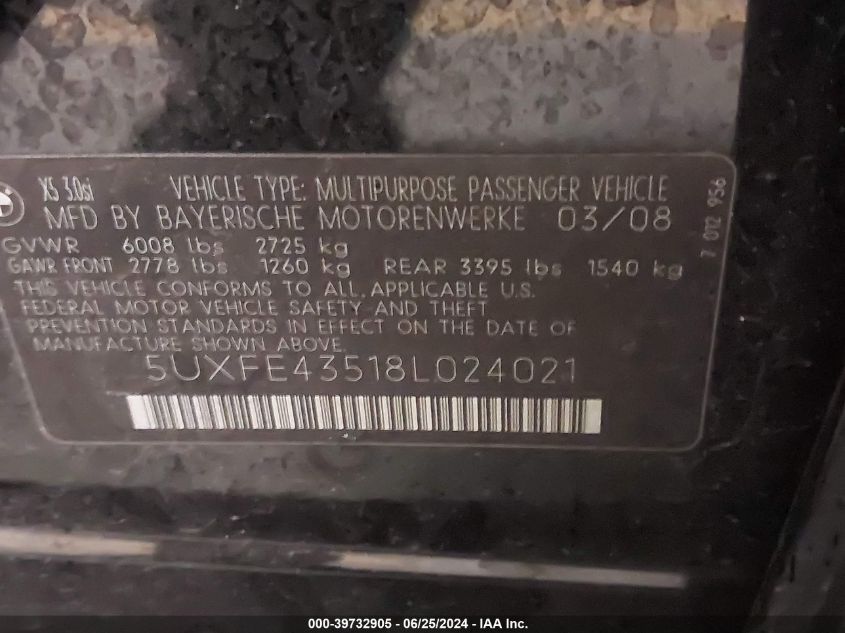 X5 3.0si VEHICLE TYPE: MULTIPURPOSE PASSENGER VEHICLE
MFD BY BAYERISCHE MOTORENWERKE 03/08
GVWR 6008 lbs 2725 kg
GAWR FRONT 2778 lbs 1260 kg REAR 3395 lbs 1540 kg
THIS VEHICLE CONFORMS TO ALL APPLICABLE U.S.
FEDERAL MOTOR VEHICLE SAFETY AND THEFT
PREVENTION STANDARDS IN EFFECT ON THE DATE OF
MANUFACTURE SHOWN ABOVE.
5UXFE43518L024021
7 012 956
000-39732905 - 06/25/2024 - IAA Inc.